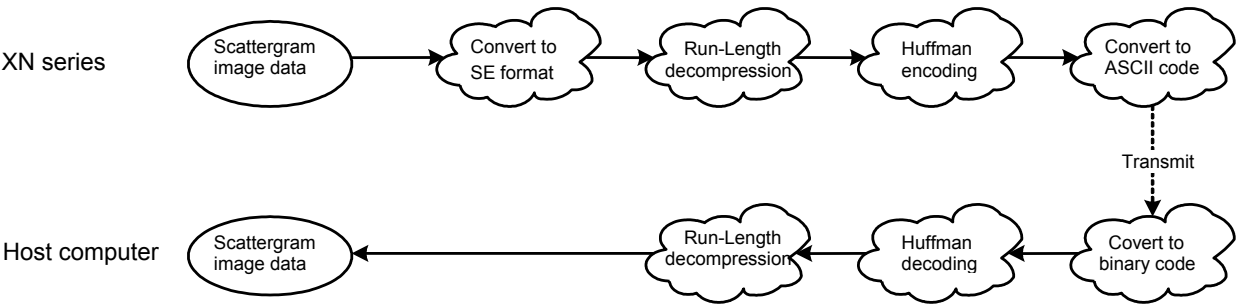 XN series
Scattergram
image data
Convert to
SE format
Run-Length
decompression
Huffman
encoding
Convert to
ASCII code
Transmit
Host computer
Scattergram
image data
Run-Length
decompression
Huffman
decoding
Covert to
binary code